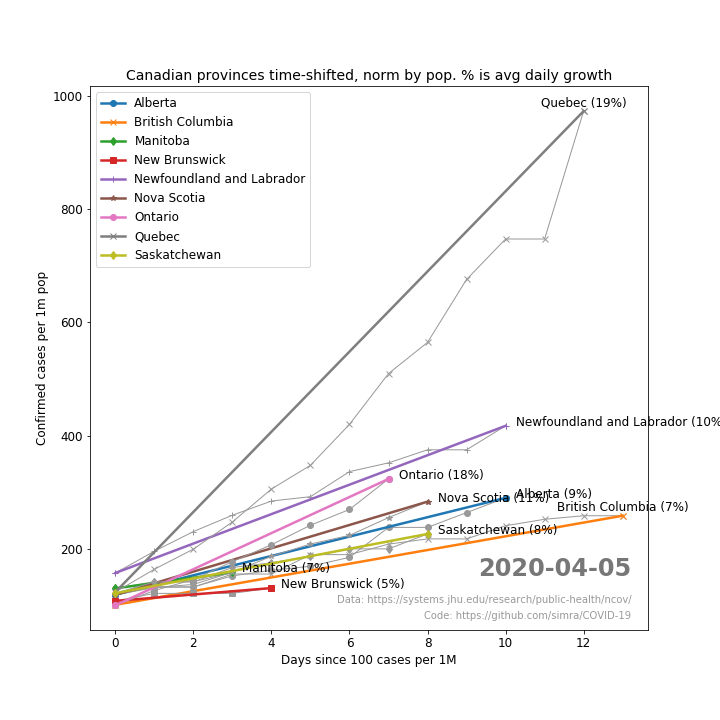 Canadian provinces time-shifted, norm by pop. % is avg daily growth
Alberta
British Columbia
Manitoba
New Brunswick
Newfoundland and Labrador
Nova Scotia
Ontario
Quebec
Saskatchewan
Quebec (19%)
Newfoundland and Labrador (10%
Ontario (18%)
Nova Scotia (11%)
Alberta (9%)
British Columbia (7%)
Saskatchewan (8%)
Manitoba (7%)
New Brunswick (5%)
2020-04-05
Data: https://systems.jhu.edu/research/public-health/ncov/
Code: https://github.com/simra/COVID-19
Confirmed cases per 1m pop
1000
800
600
400
200
0 2 4 6 8 10 12
Days since 100 cases per 1M